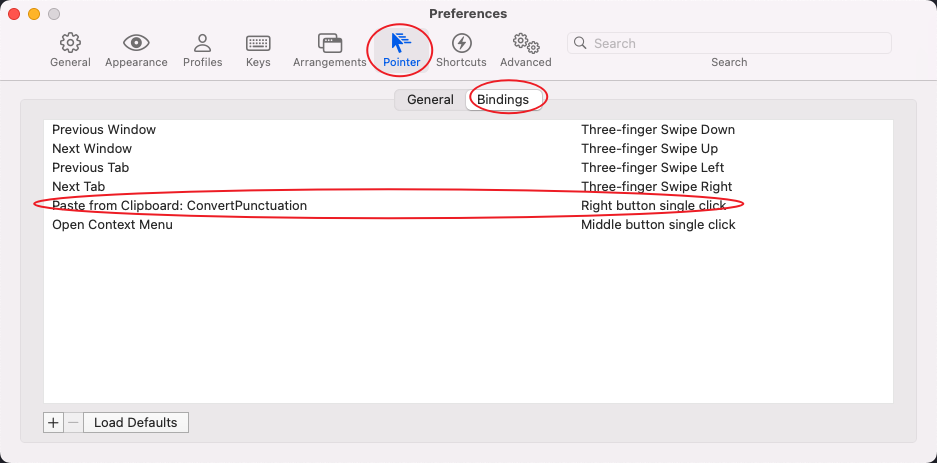 Preferences
General Appearance Profiles Keys Arrangements Pointer Shortcuts Advanced Search
Search
General Bindings
Previous Window Three-finger Swipe Down
Next Window Three-finger Swipe Up
Previous Tab Three-finger Swipe Left
Next Tab Three-finger Swipe Right
Paste from Clipboard: ConvertPunctuation Right button single click
Open Context Menu Middle button single click
+ − Load Defaults